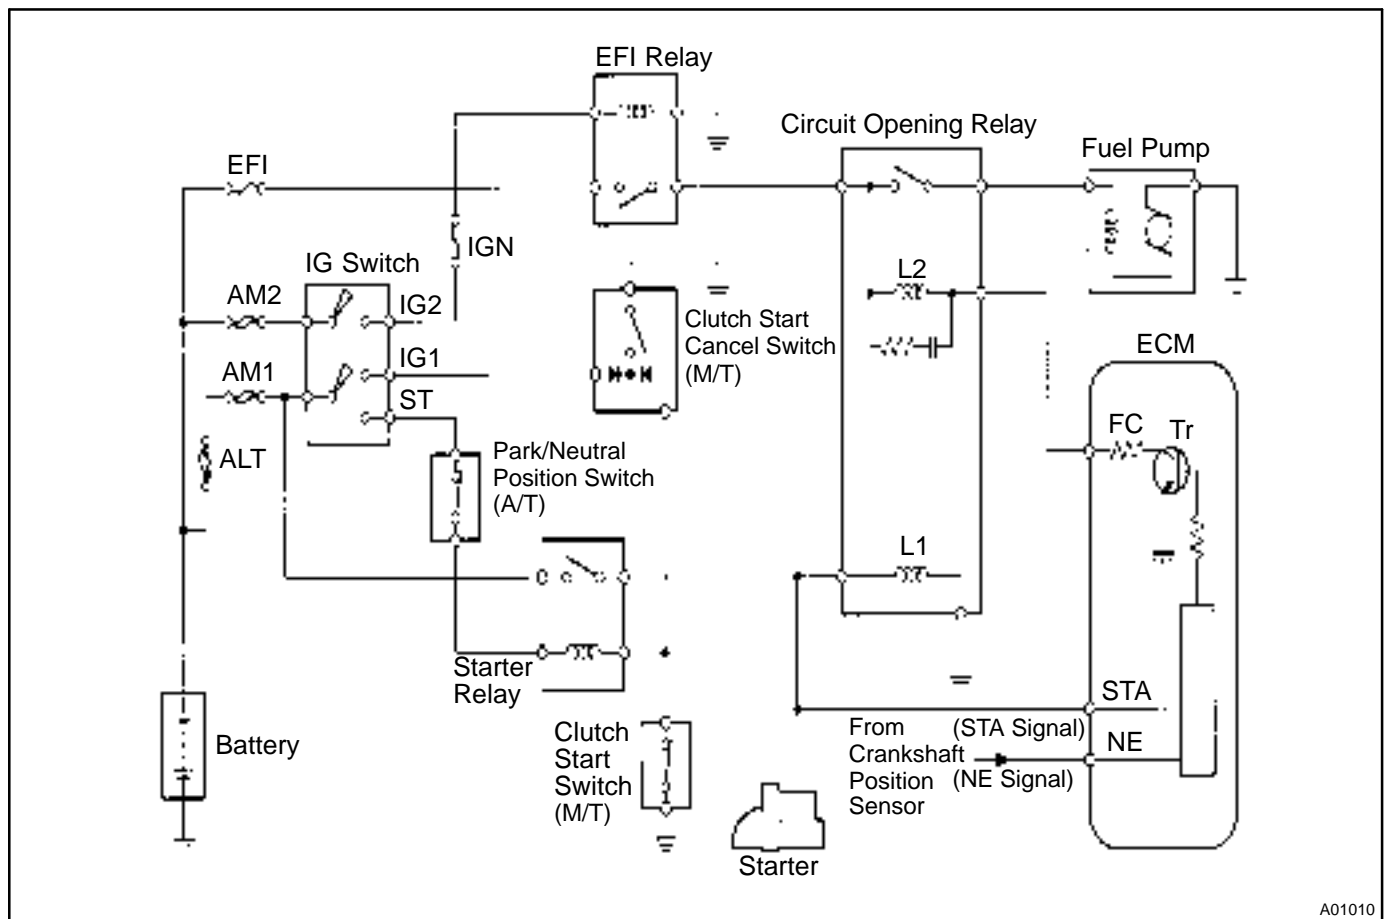 EFI Relay
Circuit Opening Relay
Fuel Pump
EFI
IGN
IG Switch
L2
AM2
IG2
Clutch Start
Cancel Switch
(M/T)
ECM
IG1
AM1
ST
FC
Tr
ALT
Park/Neutral
Position Switch
(A/T)
L1
Starter
Relay
STA
Battery
Clutch
Start
Switch
(M/T)
From
Crankshaft
Position
Sensor
(STA Signal)
(NE Signal)
NE
Starter
A01010